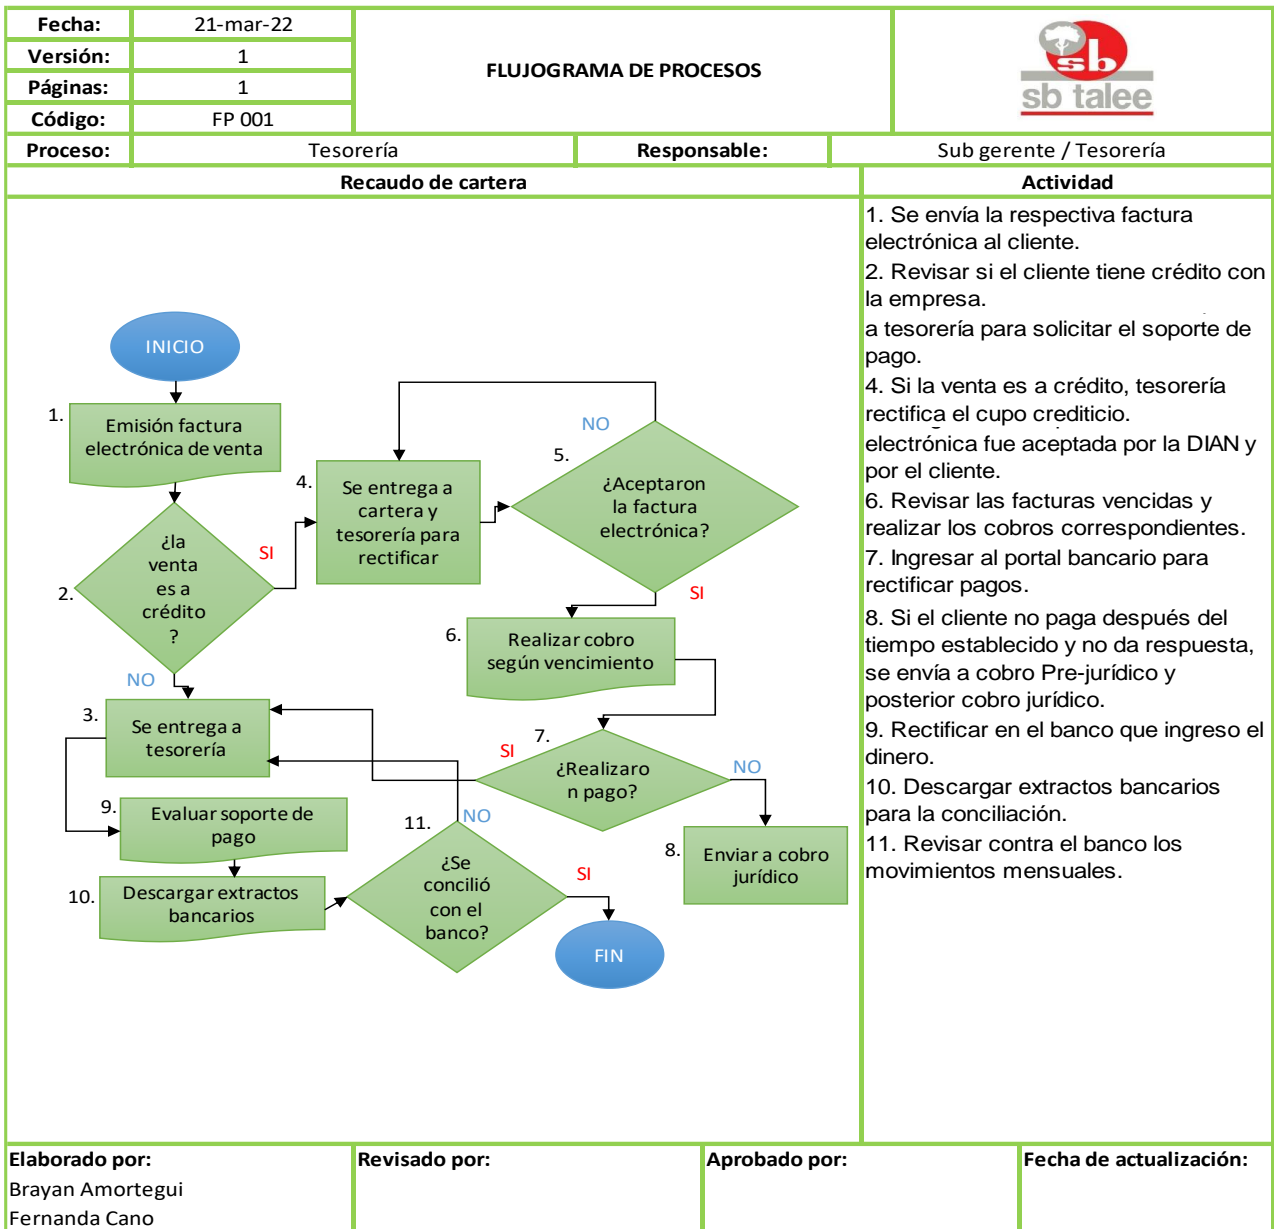 Fecha: 21-mar-22
Versión: 1
Páginas: 1
Código: FP 001
FLUJOGRAMA DE PROCESOS
sb
sb talee
Proceso: Tesorería Responsable: Sub gerente / Tesorería
Recaudo de cartera
Actividad
INICIO
1.
Emisión factura
electrónica de venta
2.
¿la
venta
es a
crédito
?
SI
NO
3.
Se entrega a
tesorería
4.
Se entrega a
cartera y
tesorería para
rectificar
5.
¿Aceptaron
la factura
electrónica?
NO
SI
6.
Realizar cobro
según vencimiento
7.
¿Realizaro
n pago?
SI
NO
8.
Enviar a cobro
jurídico
9.
Evaluar soporte de
pago
10.
Descargar extractos
bancarios
11.
¿Se
concilió
con el
banco?
NO
SI
FIN
1. Se envía la respectiva factura
electrónica al cliente.
2. Revisar si el cliente tiene crédito con
la empresa.
a tesorería para solicitar el soporte de
pago.
4. Si la venta es a crédito, tesorería
rectifica el cupo crediticio.
electrónica fue aceptada por la DIAN y
por el cliente.
6. Revisar las facturas vencidas y
realizar los cobros correspondientes.
7. Ingresar al portal bancario para
rectificar pagos.
8. Si el cliente no paga después del
tiempo establecido y no da respuesta,
se envía a cobro Pre-jurídico y
posterior cobro jurídico.
9. Rectificar en el banco que ingreso el
dinero.
10. Descargar extractos bancarios
para la conciliación.
11. Revisar contra el banco los
movimientos mensuales.
Elaborado por:
Brayan Amortegui
Fernanda Cano
Revisado por:
Aprobado por:
Fecha de actualización: